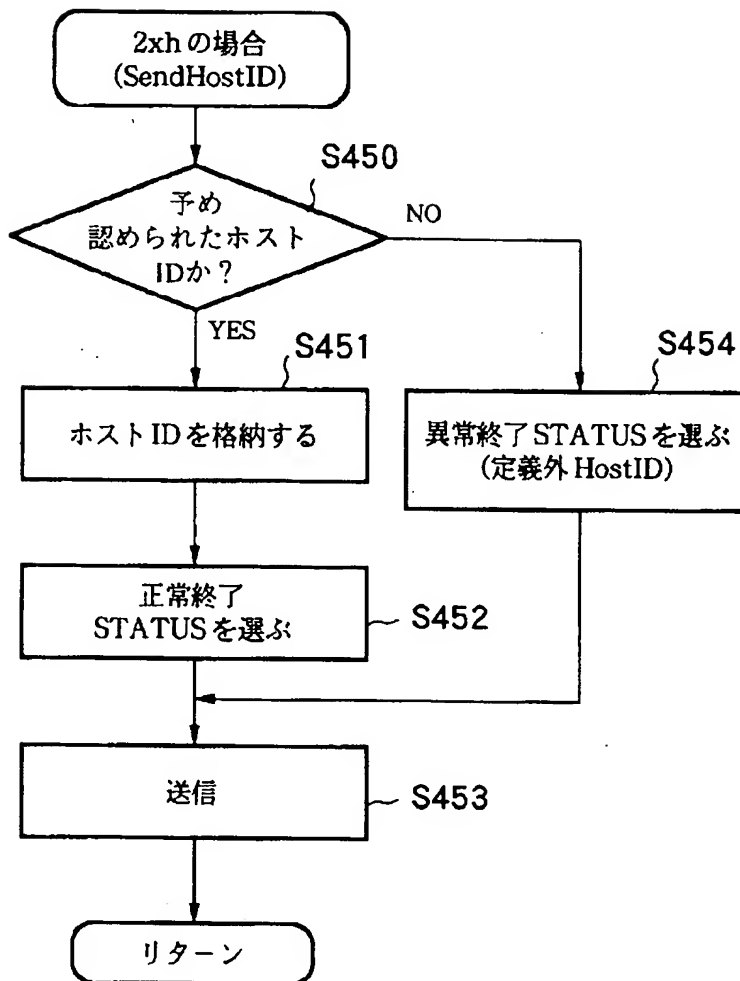 2xhの場合
(SendHostID)
S450
予め
認められたホスト
IDか？
NO
YES
S451
ホストIDを格納する
S454
異常終了STATUSを選ぶ
(定義外HostID)
正常終了
STATUSを選ぶ
S452
送信
S453
リターン